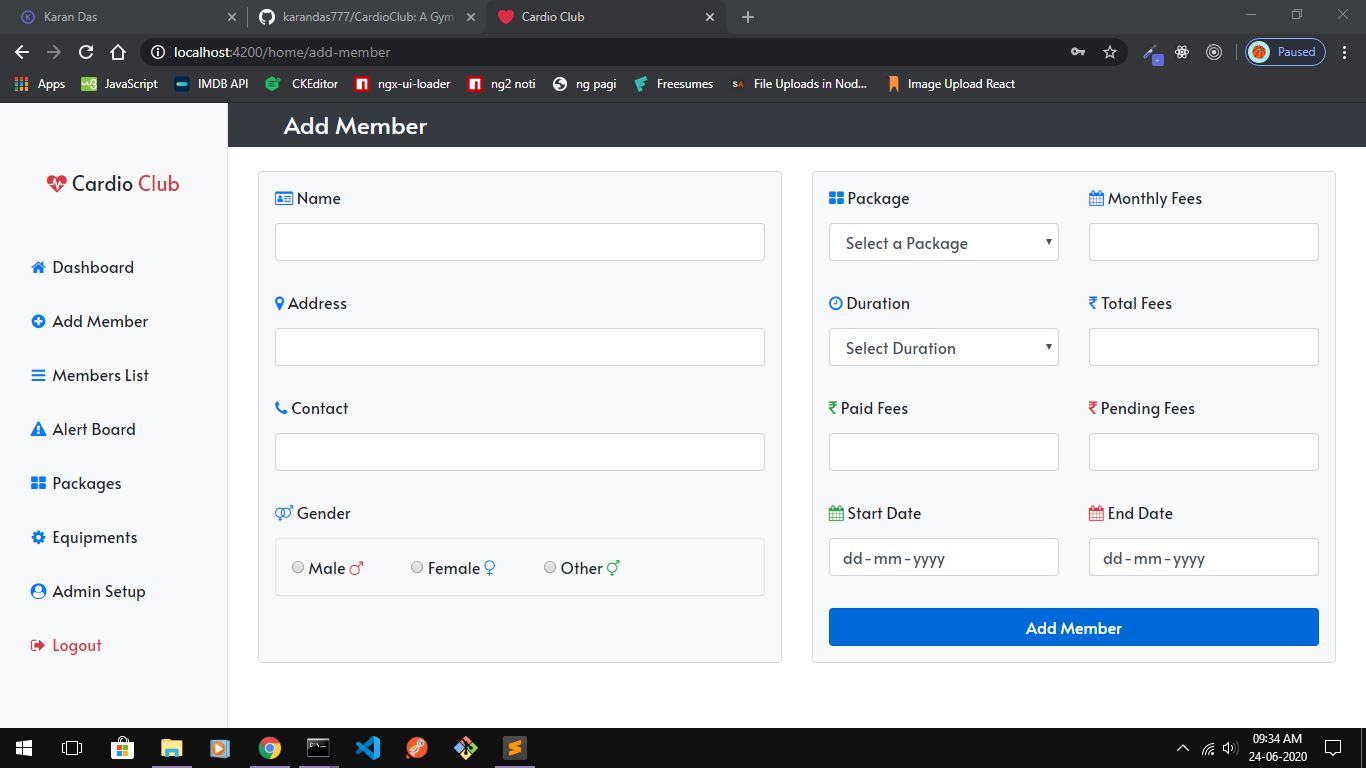 Karan Das
karandas777/CardioClub: A Gym
Cardio Club
localhost:4200/home/add-member
Paused
Apps
JavaScript
IMDB API
CKEditor
ngx-ui-loader
ng2 noti
ng pagi
Freesumes
File Uploads in Nod...
Image Upload React
Cardio Club
Dashboard
Add Member
Members List
Alert Board
Packages
Equipments
Admin Setup
Logout
Add Member
Name
Address
Contact
Gender
Male
Female
Other
Package
Monthly Fees
Select a Package
Duration
₹ Total Fees
Select Duration
₹ Paid Fees
₹ Pending Fees
Start Date
End Date
dd-mm-yyyy
dd-mm-yyyy
Add Member
09:34 AM
24-06-2020